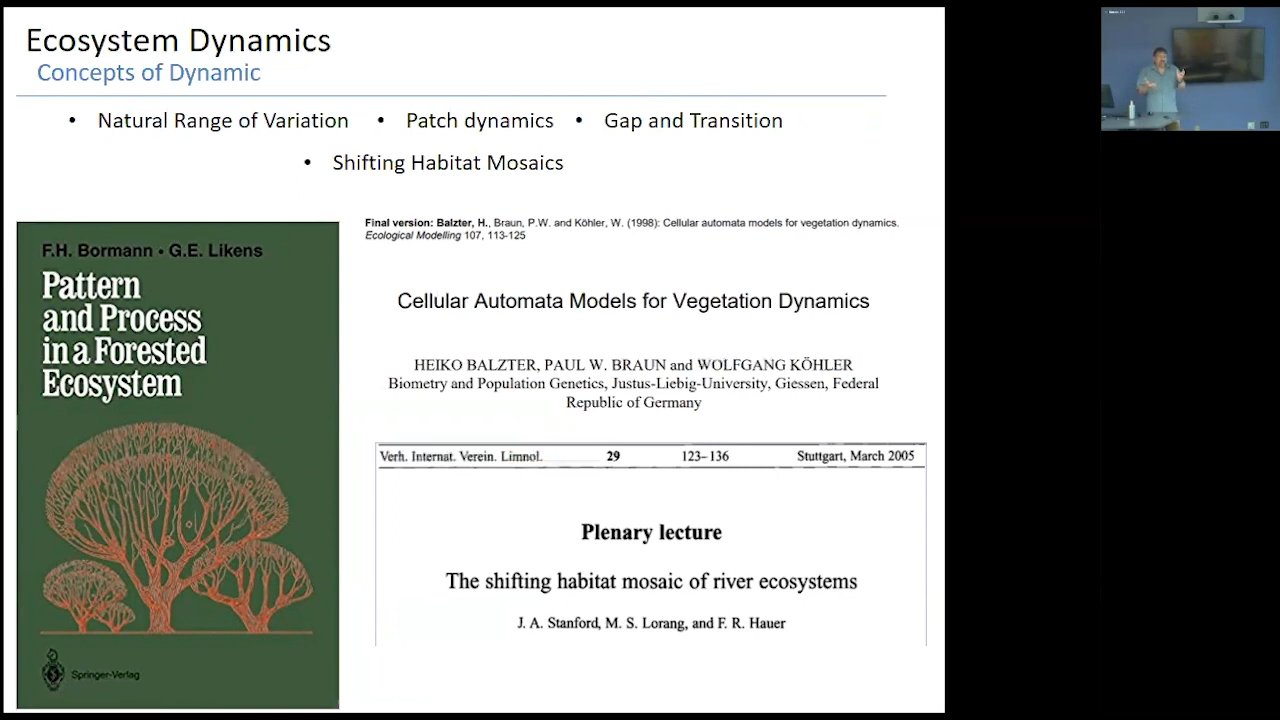 Ecosystem Dynamics
Concepts of Dynamic
• Natural Range of Variation • Patch dynamics • Gap and Transition
• Shifting Habitat Mosaics
F.H. Bormann • G.E. Likens
Pattern
and Process
in a Forested
Ecosystem
Springer-Verlag
Final version: Balzter, H., Braun, P.W. and Köhler, W. (1998): Cellular automata models for vegetation dynamics.
Ecological Modelling 107, 113-125
Cellular Automata Models for Vegetation Dynamics
HEIKO BALZTER, PAUL W. BRAUN and WOLFGANG KÖHLER
Biometry and Population Genetics, Justus-Liebig-University, Giessen, Federal
Republic of Germany
Verh. Internat. Verein. Limnol. 29 123–136 Stuttgart, March 2005
Plenary lecture
The shifting habitat mosaic of river ecosystems
J. A. Stanford, M. S. Lorang, and F. R. Hauer